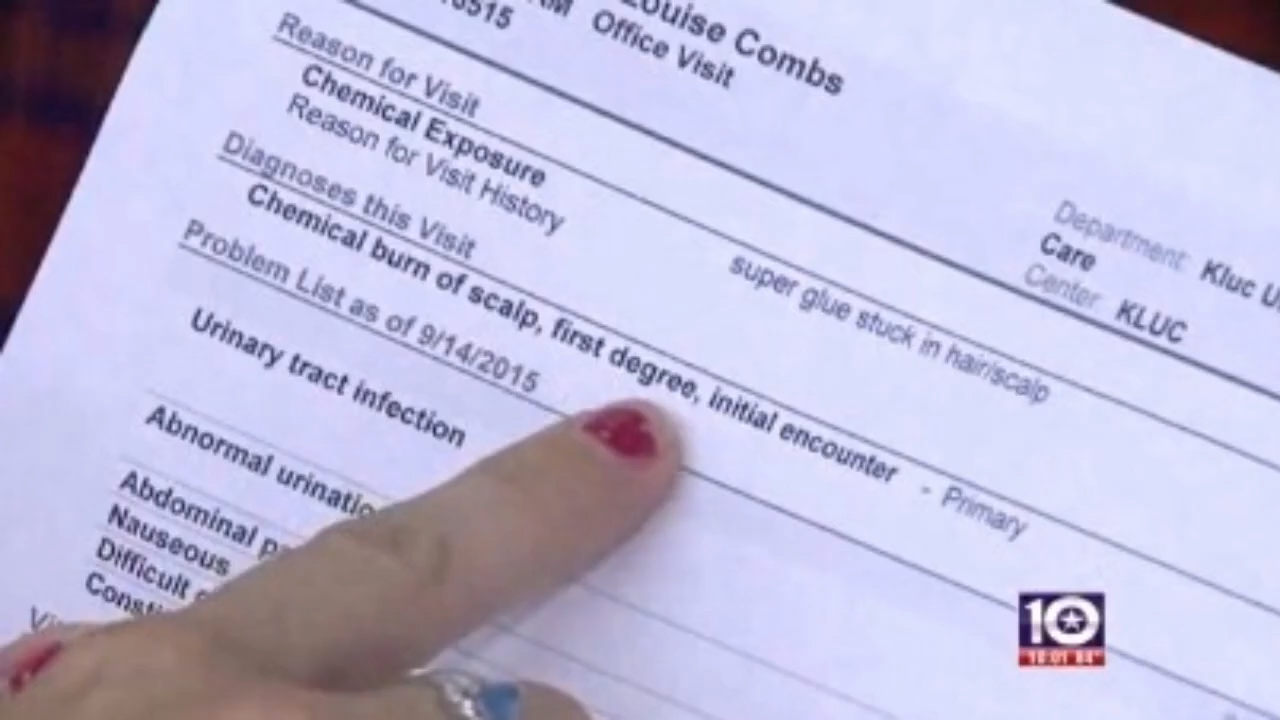 Louise Combs
Office Visit
Reason for Visit
Chemical Exposure
Reason for Visit History
super glue stuck in hair/scalp
Department: Kluc
Care
Center KLUC
Diagnoses this Visit
Chemical burn of scalp, first degree, initial encounter - Primary
Problem List as of 9/14/2015
Urinary tract infection
Abnormal
Abdominal
Nauseous
Difficult
10